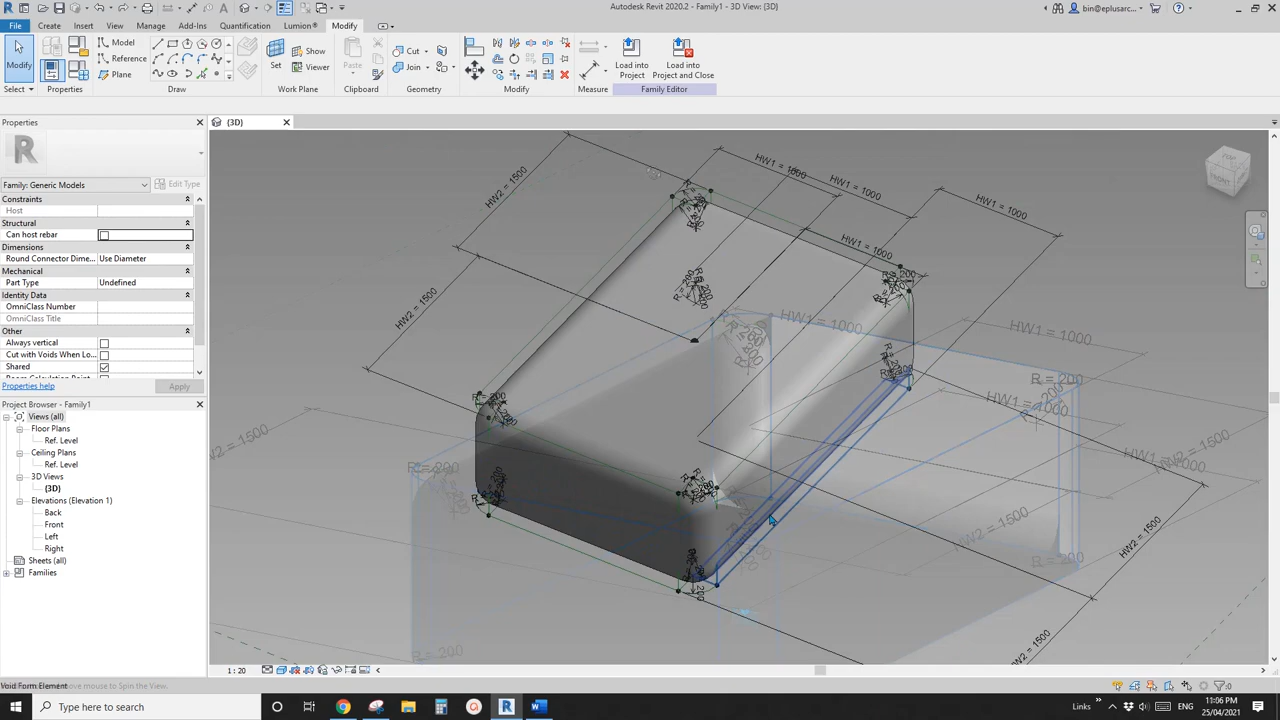 Autodesk Revit 2020.2 - Family1 - 3D View: {3D}
bin@eplusarc...
File Create Insert Annotate View Manage Add-Ins Quantification Lumion® Modify
Modify
Select
Properties
Model
Reference
Plane
Draw
Set
Show
Viewer
Work Plane
Paste
Clipboard
Cut
Join
Geometry
Modify
Measure
Load into Project
Load into Project and Close
Family Editor
Properties
{3D}
Family: Generic Models
Edit Type
Constraints
Host
Structural
Can host rebar
Dimensions
Round Connector Dime... Use Diameter
Mechanical
Part Type Undefined
Identity Data
OmniClass Number
OmniClass Title
Other
Always vertical
Cut with Voids When Lo...
Shared
Properties help
Apply
Project Browser - Family1
Views (all)
Floor Plans
Ref. Level
Ceiling Plans
Ref. Level
3D Views
{3D}
Elevations (Elevation 1)
Back
Front
Left
Right
Sheets (all)
Families
HW2 = 1500
HW1 = 1000
HW1 = 1000
HW1 = 1000
HW1 = 1000
HW2 = 1500
HW1 = 1000
HW1 = 1000
HW1 = 1000
R = 200
R = 200
R = 200
R = 200
HW2 = 1500
HW2 = 1500
HW2 = 1500
HW2 = 1500
R = 200
TOP
FRONT
1 : 20
Void Form Element
:0
Type here to search
Links
11:06 PM
25/04/2021